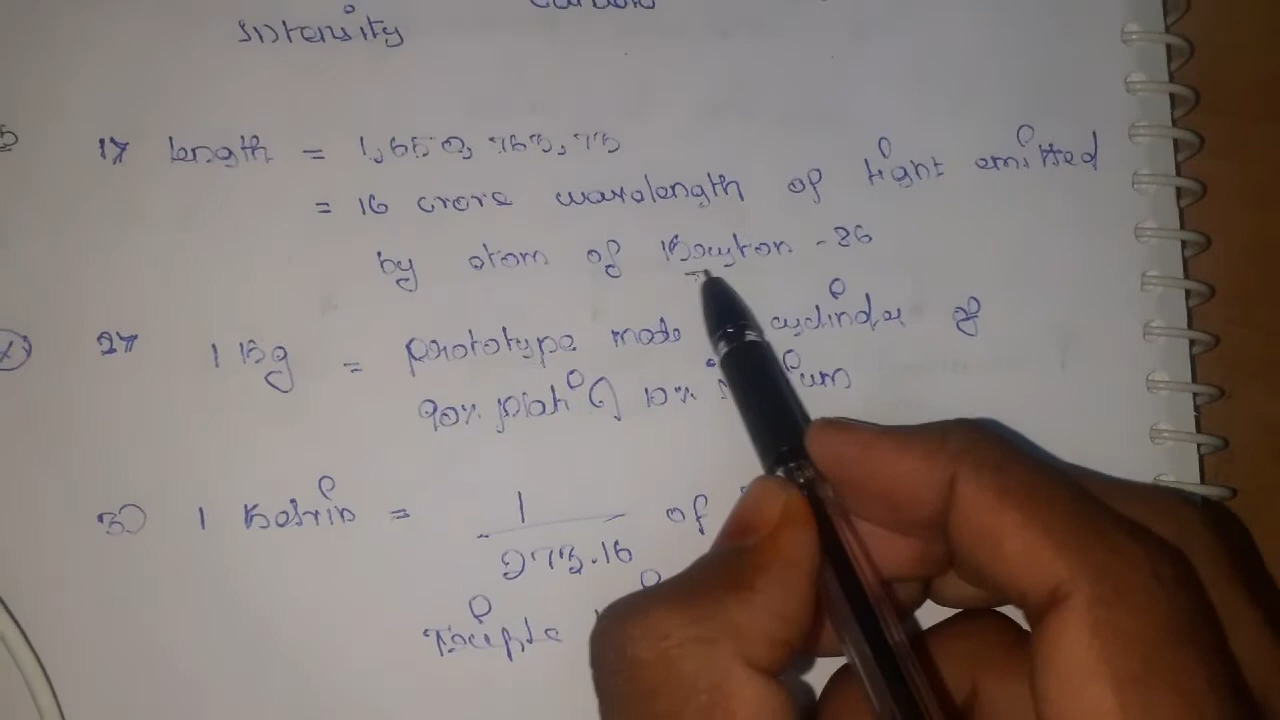 Intensity
1) length = 1,650,763.73
= 16 crore wavelength of light emitted
by atom of Krypton - 86
2) 1 Kg = prototype made cylinder of
90% plati 10%
3) 1 Kelvin = 1/273.16 of
Triple